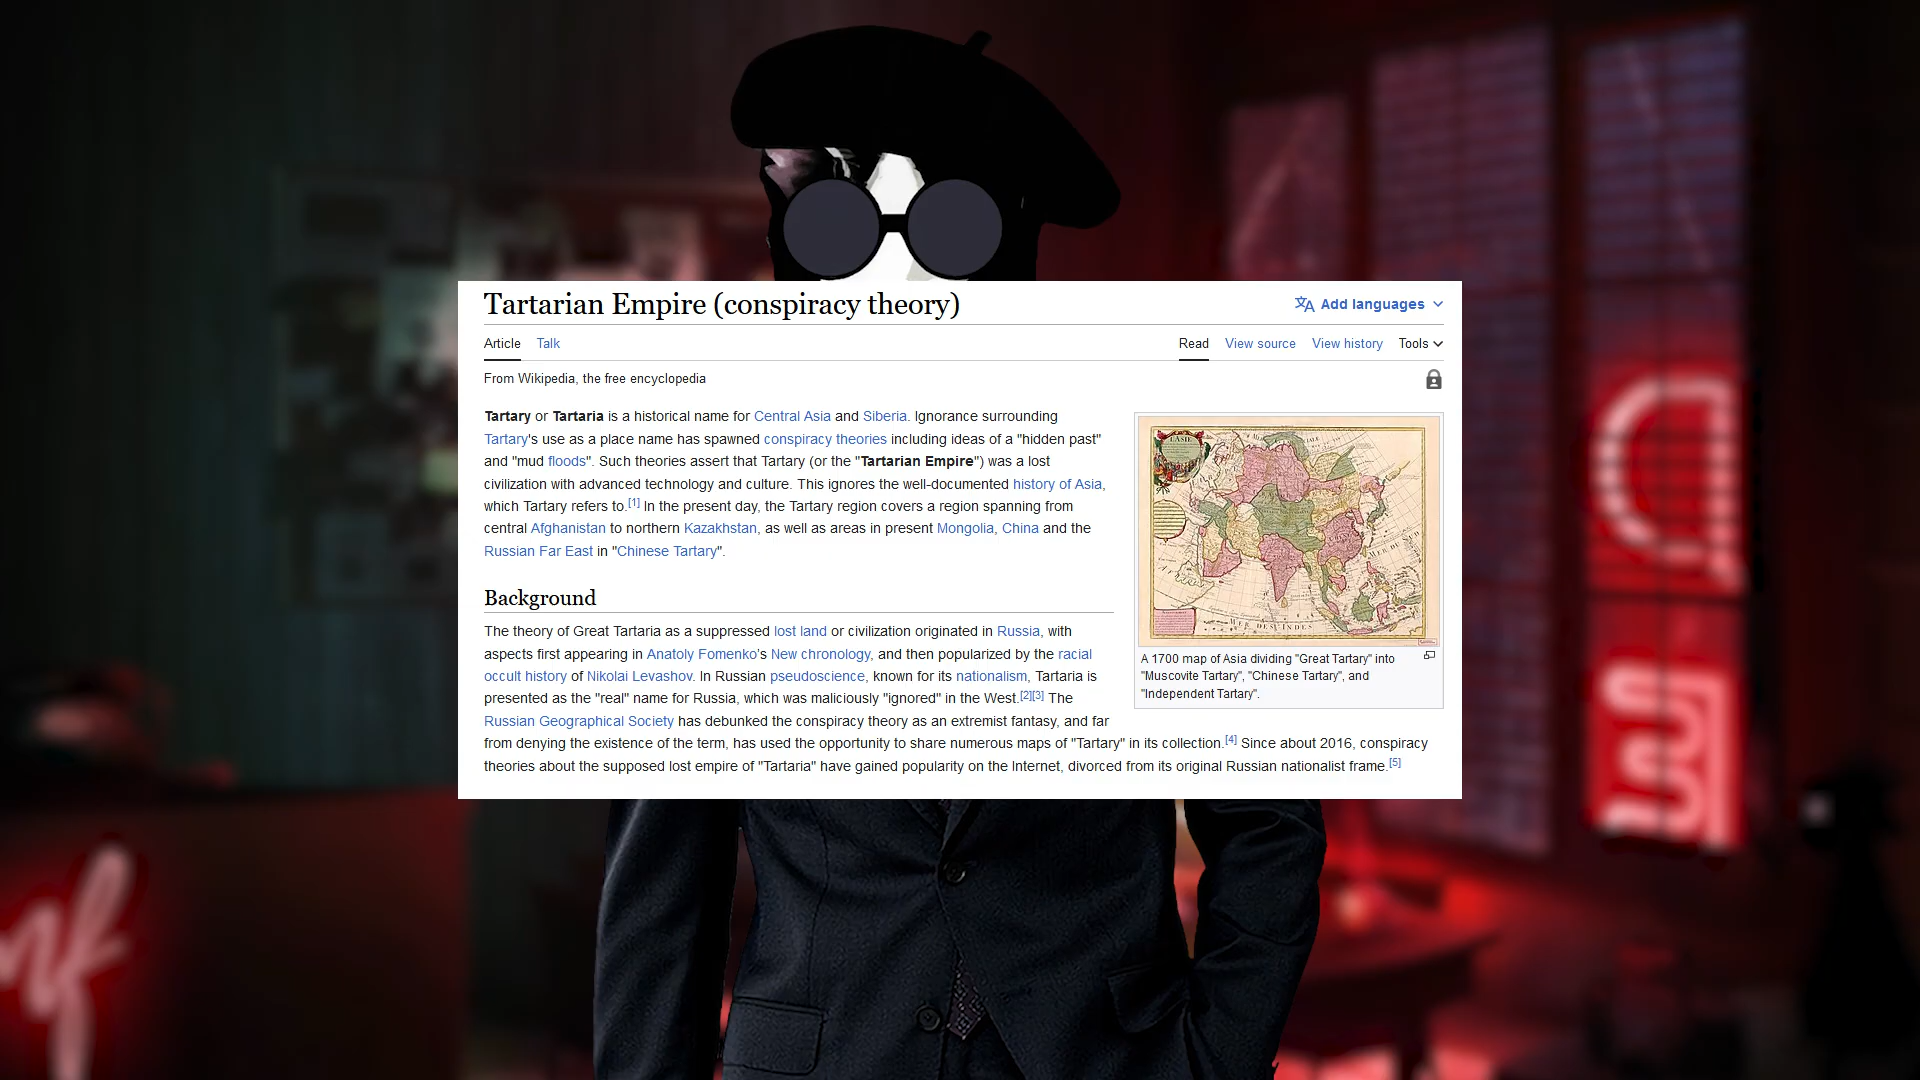 Tartarian Empire (conspiracy theory)
Add languages
Article Talk
Read View source View history Tools
From Wikipedia, the free encyclopedia
Tartary or Tartaria is a historical name for Central Asia and Siberia. Ignorance surrounding
Tartary's use as a place name has spawned conspiracy theories including ideas of a "hidden past"
and "mud floods". Such theories assert that Tartary (or the "Tartarian Empire") was a lost
civilization with advanced technology and culture. This ignores the well-documented history of Asia,
which Tartary refers to.[1] In the present day, the Tartary region covers a region spanning from
central Afghanistan to northern Kazakhstan, as well as areas in present Mongolia, China and the
Russian Far East in "Chinese Tartary".
L'ASIE
MER DES INDES
A 1700 map of Asia dividing "Great Tartary" into
"Muscovite Tartary", "Chinese Tartary", and
"Independent Tartary".
Background
The theory of Great Tartaria as a suppressed lost land or civilization originated in Russia, with
aspects first appearing in Anatoly Fomenko's New chronology, and then popularized by the racial
occult history of Nikolai Levashov. In Russian pseudoscience, known for its nationalism, Tartaria is
presented as the "real" name for Russia, which was maliciously "ignored" in the West.[2][3] The
Russian Geographical Society has debunked the conspiracy theory as an extremist fantasy, and far
from denying the existence of the term, has used the opportunity to share numerous maps of "Tartary" in its collection.[4] Since about 2016, conspiracy
theories about the supposed lost empire of "Tartaria" have gained popularity on the Internet, divorced from its original Russian nationalist frame.[5]